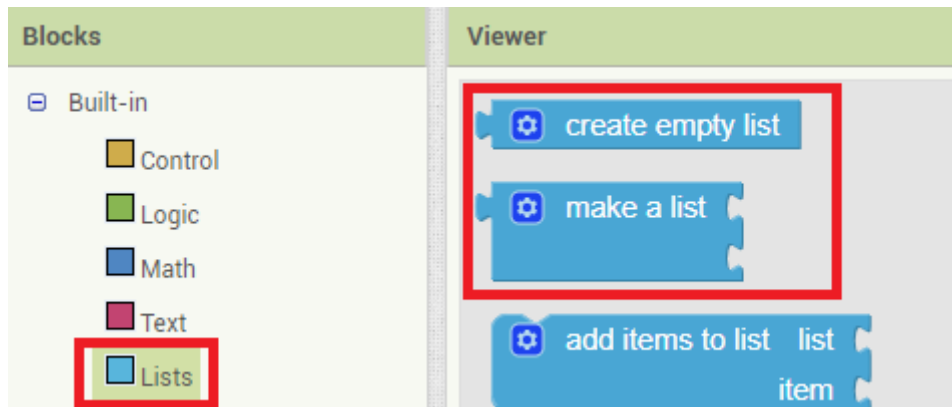 Blocks
Built-in
Control
Logic
Math
Text
Lists
Viewer
create empty list
make a list
add items to list list
item